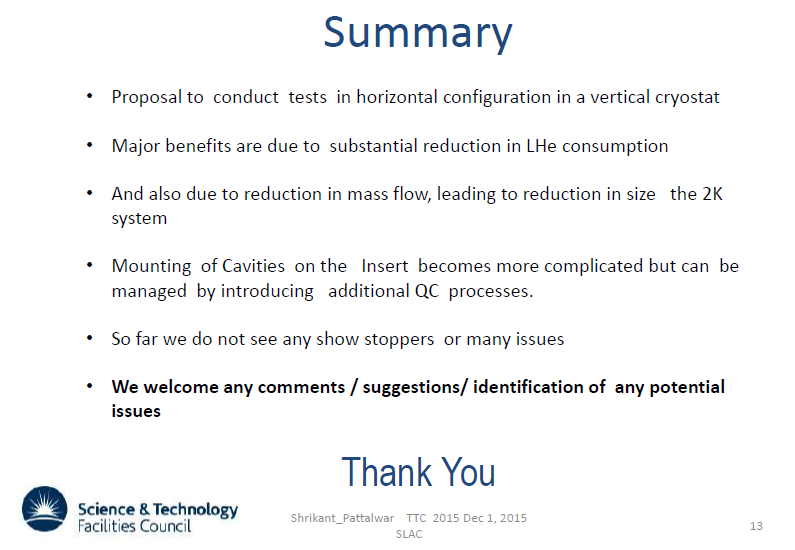 Summary
• Proposal to conduct tests in horizontal configuration in a vertical cryostat
• Major benefits are due to substantial reduction in LHe consumption
• And also due to reduction in mass flow, leading to reduction in size the 2K
system
• Mounting of Cavities on the Insert becomes more complicated but can be
managed by introducing additional QC processes.
• So far we do not see any show stoppers or many issues
• We welcome any comments / suggestions/ identification of any potential
issues
Thank You
Science & Technology
Facilities Council
Shrikant_Pattalwar TTC 2015 Dec 1, 2015
SLAC
13